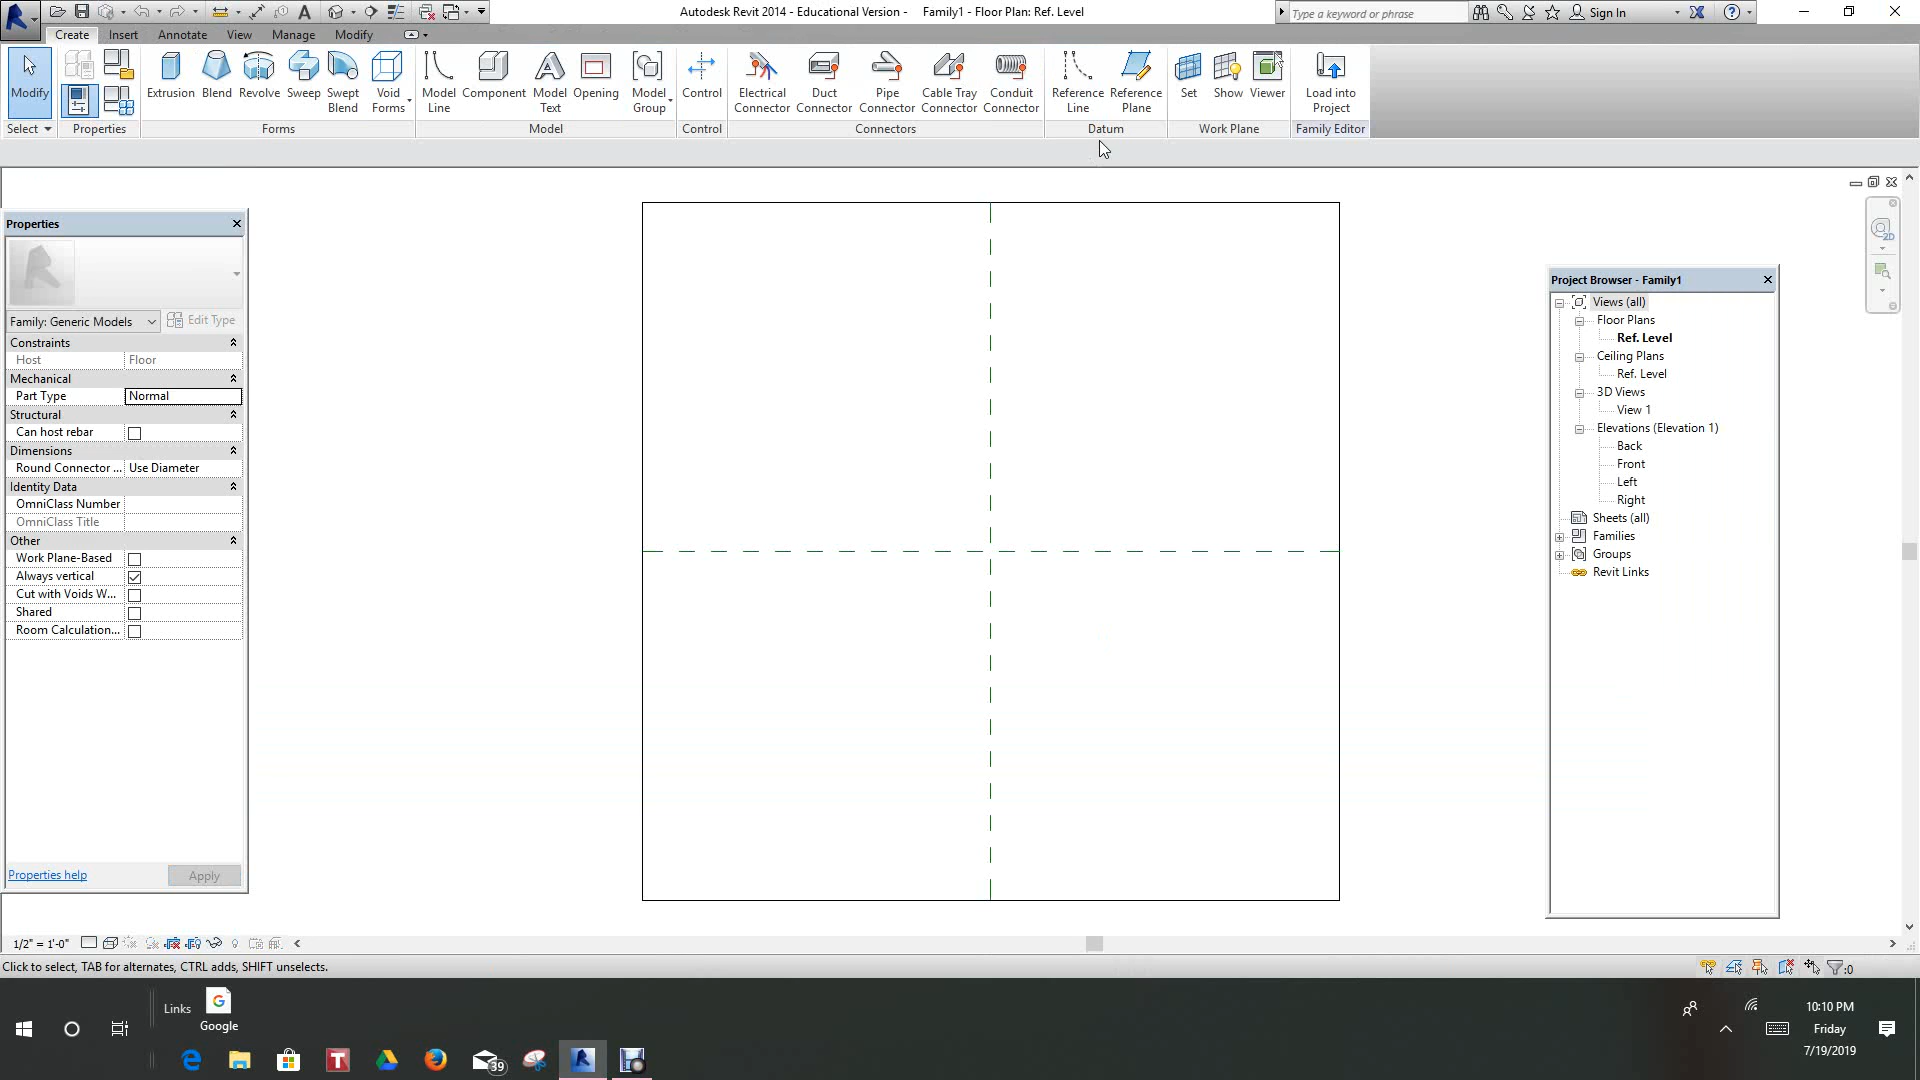 Autodesk Revit 2014 - Educational Version - Family1 - Floor Plan: Ref. Level
Type a keyword or phrase
Sign In
Create Insert Annotate View Manage Modify
Modify
Extrusion Blend Revolve Sweep Swept Blend Void Forms
Model Line Component Model Text Opening Model Group
Control
Electrical Connector Duct Connector Pipe Connector Cable Tray Connector Conduit Connector
Reference Line Reference Plane
Set Show Viewer
Load into Project
Select Properties Forms Model Control Connectors Datum Work Plane Family Editor
Properties
Family: Generic Models Edit Type
Constraints
Host Floor
Mechanical
Part Type Normal
Structural
Can host rebar
Dimensions
Round Connector ... Use Diameter
Identity Data
OmniClass Number
OmniClass Title
Other
Work Plane-Based
Always vertical
Cut with Voids W...
Shared
Room Calculation...
Properties help Apply
Project Browser - Family1
Views (all)
Floor Plans
Ref. Level
Ceiling Plans
Ref. Level
3D Views
View 1
Elevations (Elevation 1)
Back
Front
Left
Right
Sheets (all)
Families
Groups
Revit Links
2D
1/2" = 1'-0"
Click to select, TAB for alternates, CTRL adds, SHIFT unselects.
:0
Links
Google
39
10:10 PM
Friday
7/19/2019